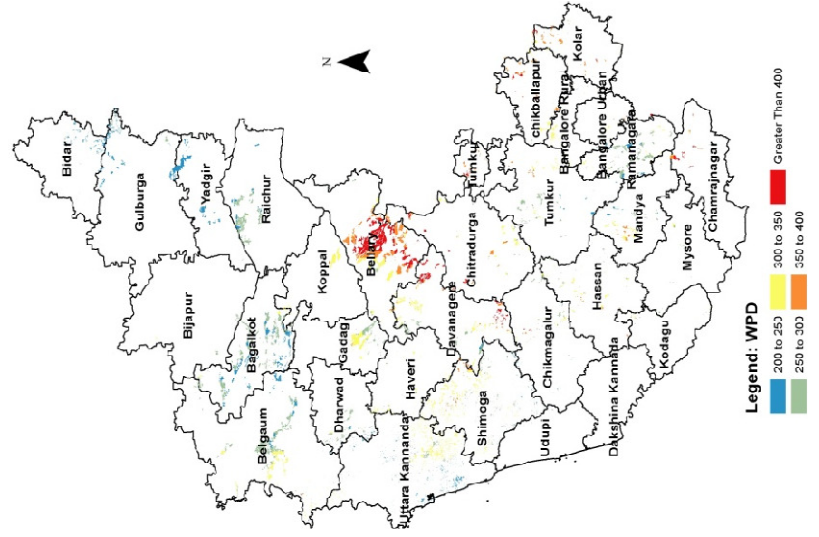 N
Bidar
Gulburga
Yadgir
Bijapur
Raichur
Bagalkot
Belgaum
Koppal
Gadag
Dharwad
Bellary
Haveri
Uttara Kannanda
Davanagere
Chitradurga
Tumkur
Shimoga
Chikmagalur
Udupi
Tumkur
chikballapur
Kolar
Bangalore Rura
Bangalore Urban
Ramanagara
Mandya
Hassan
Dakshina Kannada
Kodagu
Mysore
Chamrajnagar
Legend: WPD
200 to 250
300 to 350
Greater Than 400
250 to 300
350 to 400